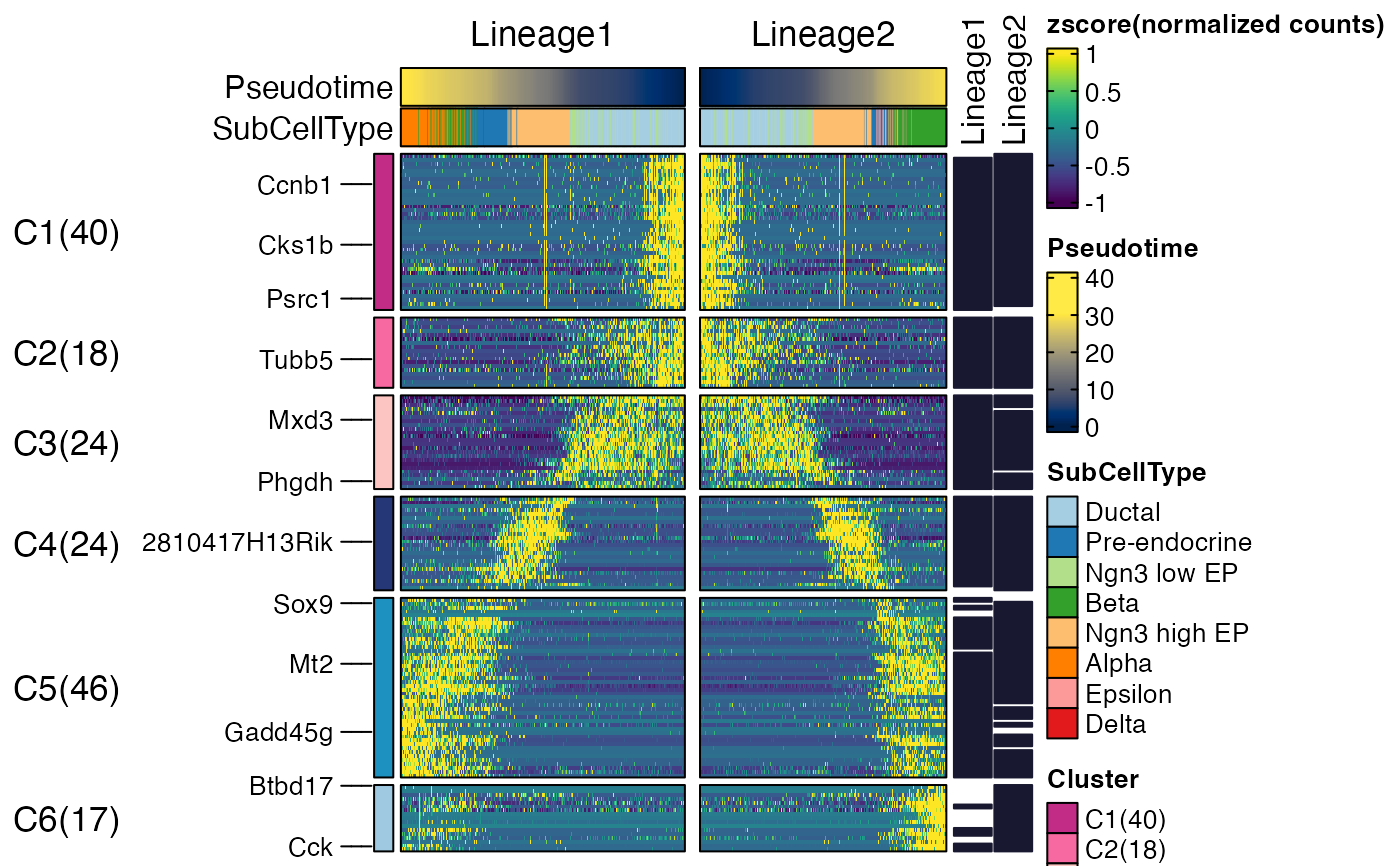 Lineage1
Lineage2
Lineage1
Lineage2
Pseudotime
SubCellType
C1(40)
Ccnb1
Cks1b
Psrc1
C2(18)
Tubb5
C3(24)
Mxd3
Phgdh
C4(24)
2810417H13Rik
C5(46)
Sox9
Mt2
Gadd45g
C6(17)
Btbd17
Cck
zscore(normalized counts)
1
0.5
0
-0.5
-1
Pseudotime
40
30
20
10
0
SubCellType
Ductal
Pre-endocrine
Ngn3 low EP
Beta
Ngn3 high EP
Alpha
Epsilon
Delta
Cluster
C1(40)
C2(18)